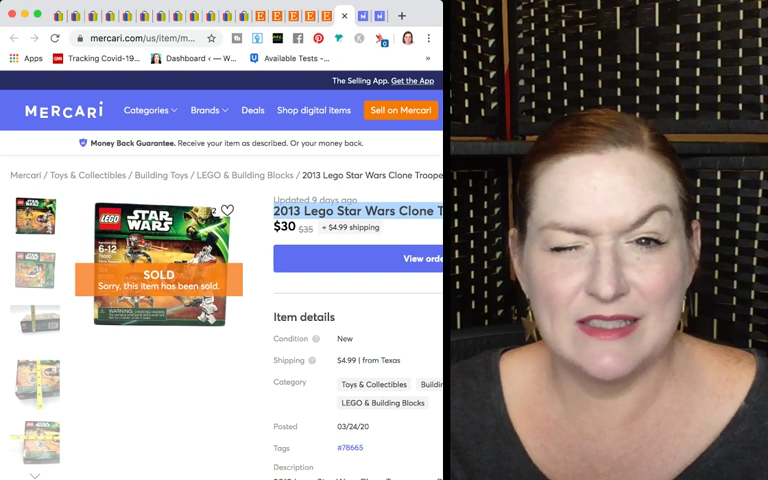 mercari.com/us/item/m...
Apps
Tracking Covid-19...
Dashboard ‹ — W...
Available Tests -...
The Selling App. Get the App
MERCARI
Categories
Brands
Deals
Shop digital items
Sell on Mercari
Money Back Guarantee. Receive your item as described. Or your money back.
Mercari / Toys & Collectibles / Building Toys / LEGO & Building Blocks / 2013 Lego Star Wars Clone Troope
Updated 9 days ago
2
2013 Lego Star Wars Clone T
$30 $35 + $4.99 shipping
LEGO STAR WARS
6-12
SOLD
Sorry, this item has been sold.
WARNING:
View orde
Item details
Condition New
Shipping $4.99 | from Texas
Category Toys & Collectibles Buildin
LEGO & Building Blocks
Posted 03/24/20
Tags #78665
Description